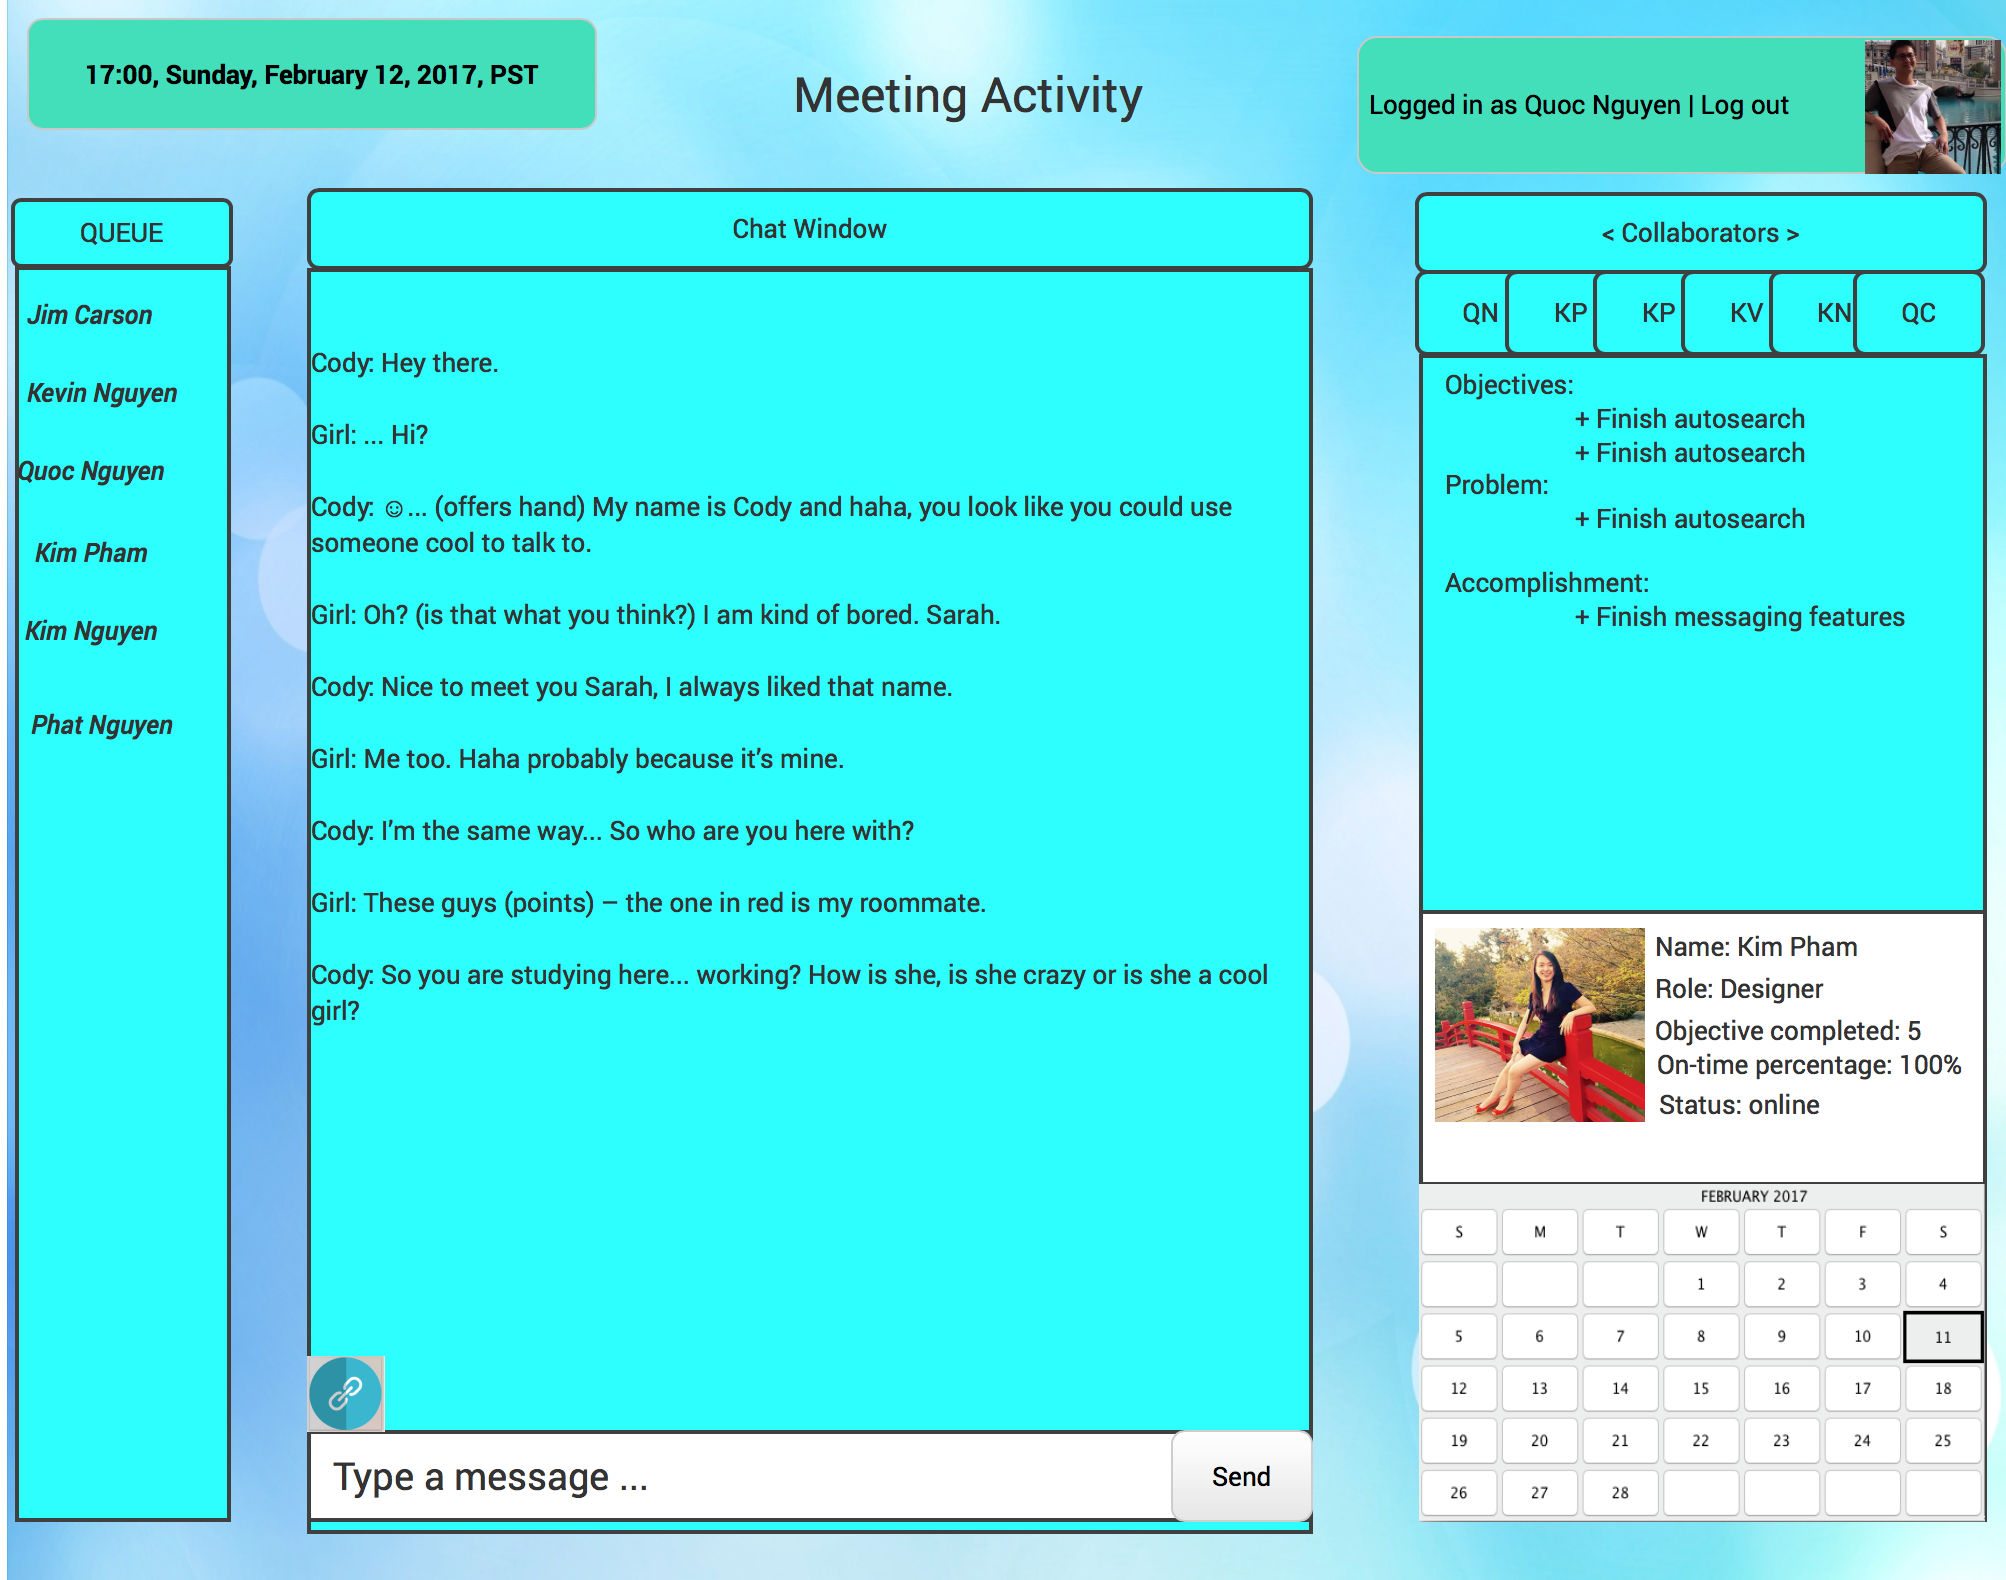 17:00, Sunday, February 12, 2017, PST
Meeting Activity
Logged in as Quoc Nguyen | Log out
QUEUE
Jim Carson
Kevin Nguyen
Quoc Nguyen
Kim Pham
Kim Nguyen
Phat Nguyen
Chat Window
Cody: Hey there.
Girl: ... Hi?
Cody: ☺... (offers hand) My name is Cody and haha, you look like you could use
someone cool to talk to.
Girl: Oh? (is that what you think?) I am kind of bored. Sarah.
Cody: Nice to meet you Sarah, I always liked that name.
Girl: Me too. Haha probably because it’s mine.
Cody: I’m the same way... So who are you here with?
Girl: These guys (points) – the one in red is my roommate.
Cody: So you are studying here... working? How is she, is she crazy or is she a cool
girl?
Type a message ...
Send
< Collaborators >
QN KP KP KV KN QC
Objectives:
+ Finish autosearch
+ Finish autosearch
Problem:
+ Finish autosearch
Accomplishment:
+ Finish messaging features
Name: Kim Pham
Role: Designer
Objective completed: 5
On-time percentage: 100%
Status: online
FEBRUARY 2017
S M T W T F S
1 2 3 4
5 6 7 8 9 10 11
12 13 14 15 16 17 18
19 20 21 22 23 24 25
26 27 28